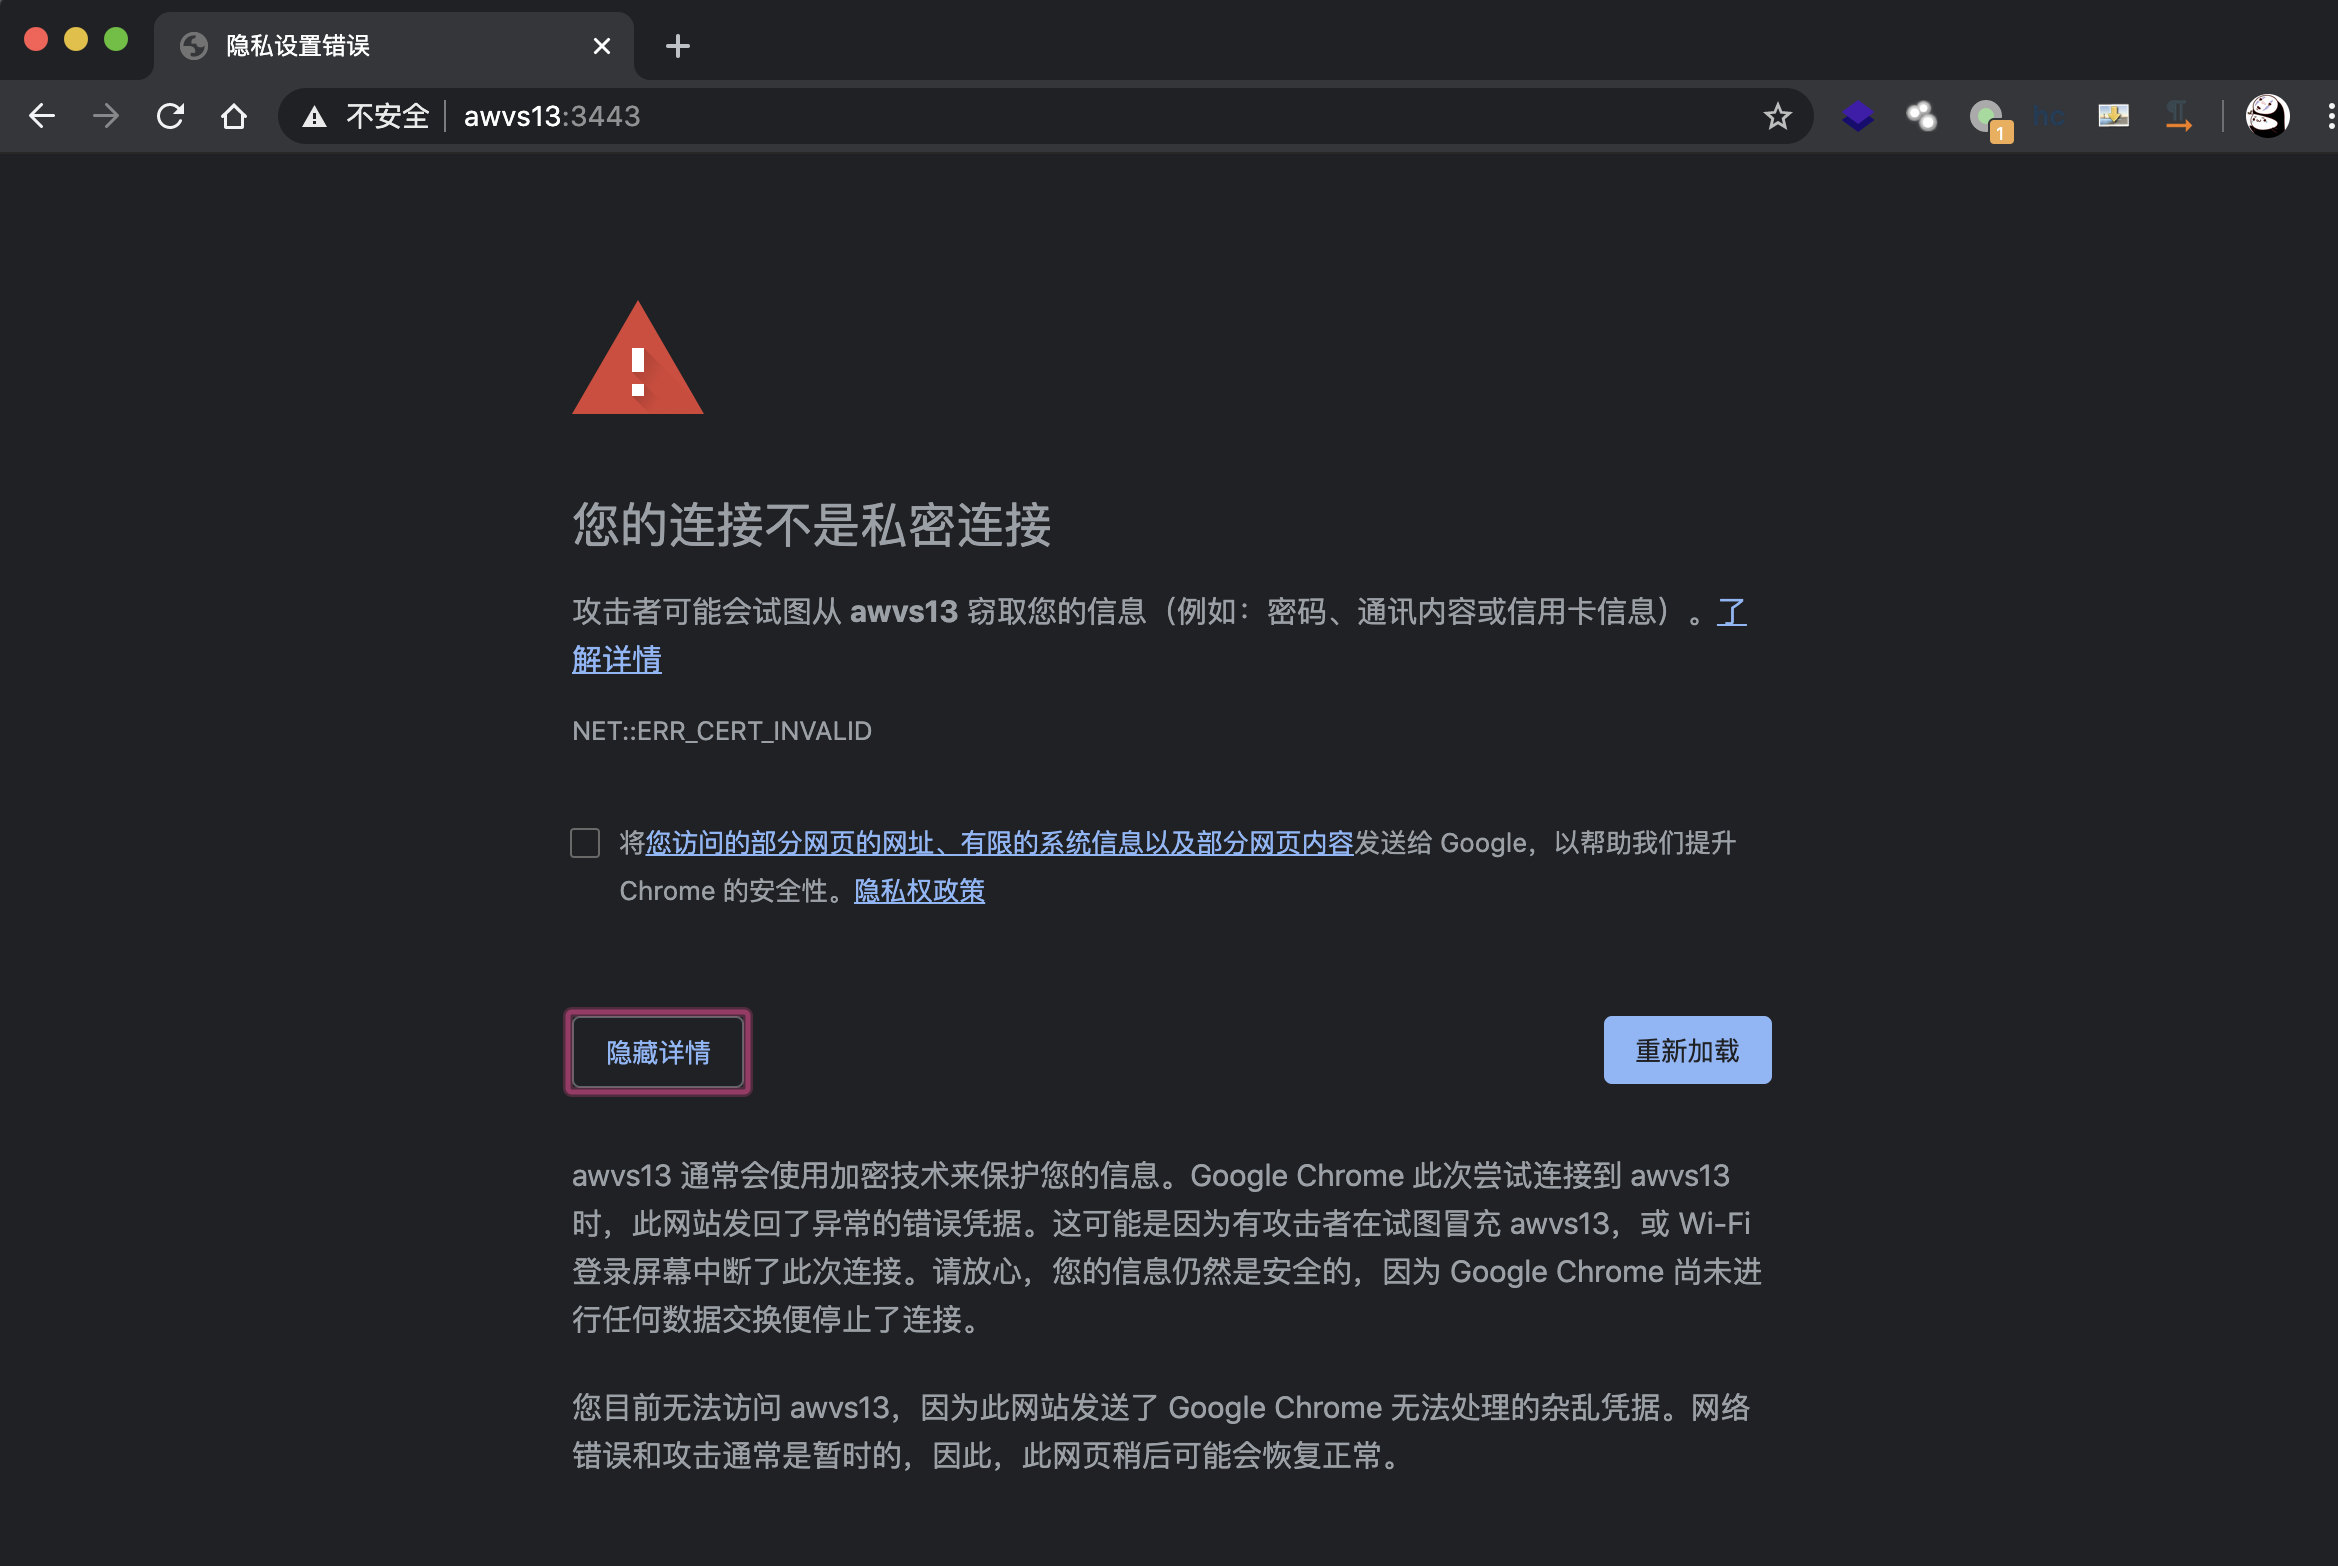 隐私设置错误
不安全 awvs13:3443
1
hc
您的连接不是私密连接
攻击者可能会试图从 awvs13 窃取您的信息（例如：密码、通讯内容或信用卡信息）。了
解详情
NET::ERR_CERT_INVALID
将您访问的部分网页的网址、有限的系统信息以及部分网页内容发送给 Google，以帮助我们提升
Chrome 的安全性。隐私权政策
隐藏详情
重新加载
awvs13 通常会使用加密技术来保护您的信息。Google Chrome 此次尝试连接到 awvs13
时，此网站发回了异常的错误凭据。这可能是因为有攻击者在试图冒充 awvs13，或 Wi-Fi
登录屏幕中断了此次连接。请放心，您的信息仍然是安全的，因为 Google Chrome 尚未进
行任何数据交换便停止了连接。
您目前无法访问 awvs13，因为此网站发送了 Google Chrome 无法处理的杂乱凭据。网络
错误和攻击通常是暂时的，因此，此网页稍后可能会恢复正常。